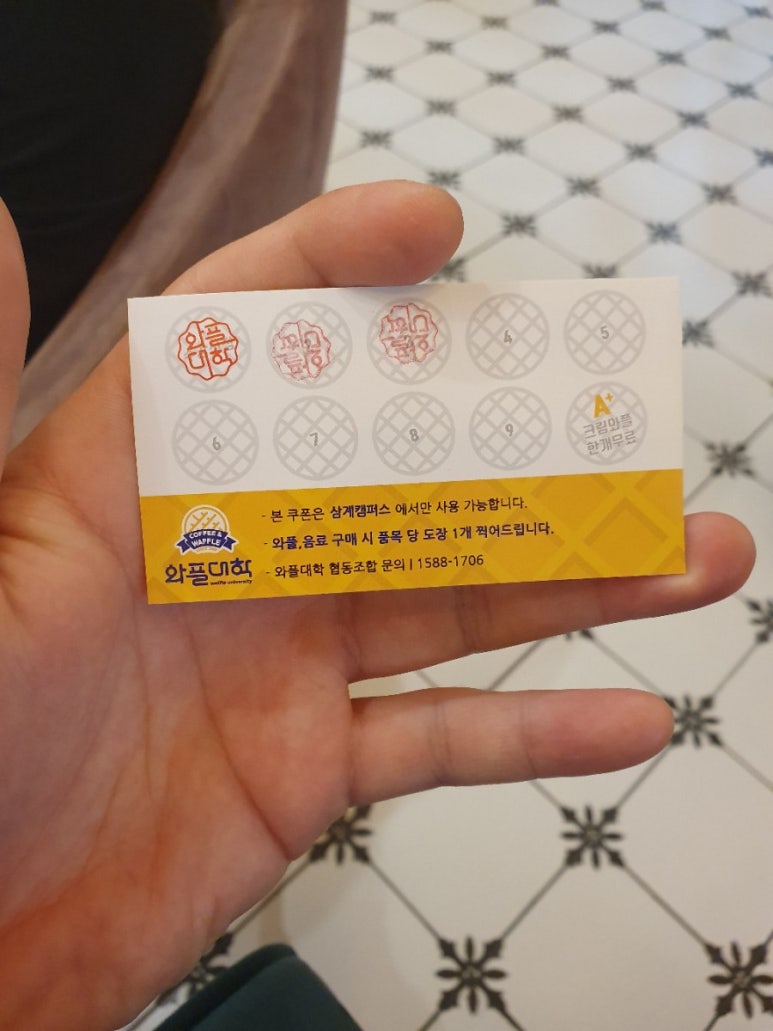 와플
대학
와플
대학
와플
대학
4
5
6
7
8
9
A+
크림와플
한개무료
COFFEE &
WAFFLE
와플대학
waffle university
- 본 쿠폰은 삼계캠퍼스 에서만 사용 가능합니다.
- 와플,음료 구매 시 품목 당 도장 1개 찍어드립니다.
- 와플대학 협동조합 문의 | 1588-1706